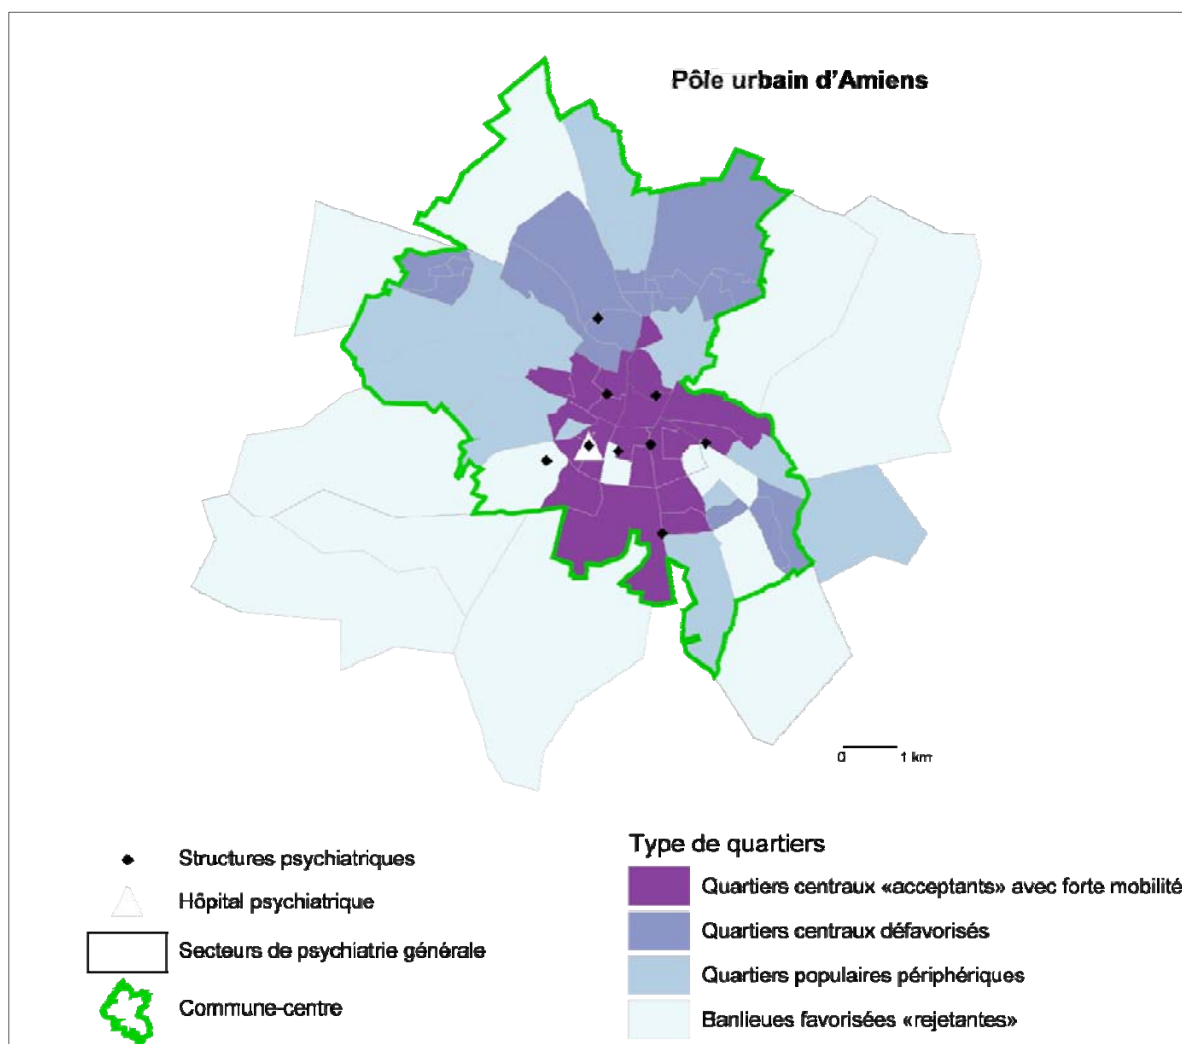 Pôle urbain d'Amiens
0 1 km
Structures psychiatriques
Hôpital psychiatrique
Secteurs de psychiatrie générale
Commune-centre
Type de quartiers
Quartiers centraux «acceptants» avec forte mobilité
Quartiers centraux défavorisés
Quartiers populaires périphériques
Banlieues favorisées «rejetantes»